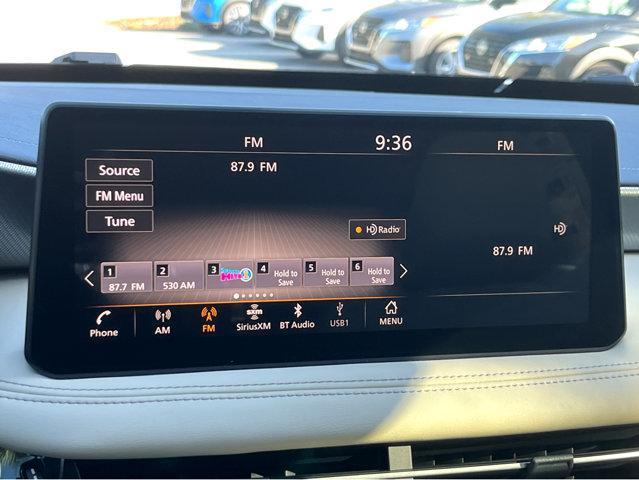 FM 9:36 FM
87.9 FM
Source
FM Menu
Tune
HD Radio
87.9 FM
HD
1 87.7 FM
2 530 AM
3
4 Hold to Save
5 Hold to Save
6 Hold to Save
Phone
AM
FM
sxm
SiriusXM
BT Audio
USB1
MENU